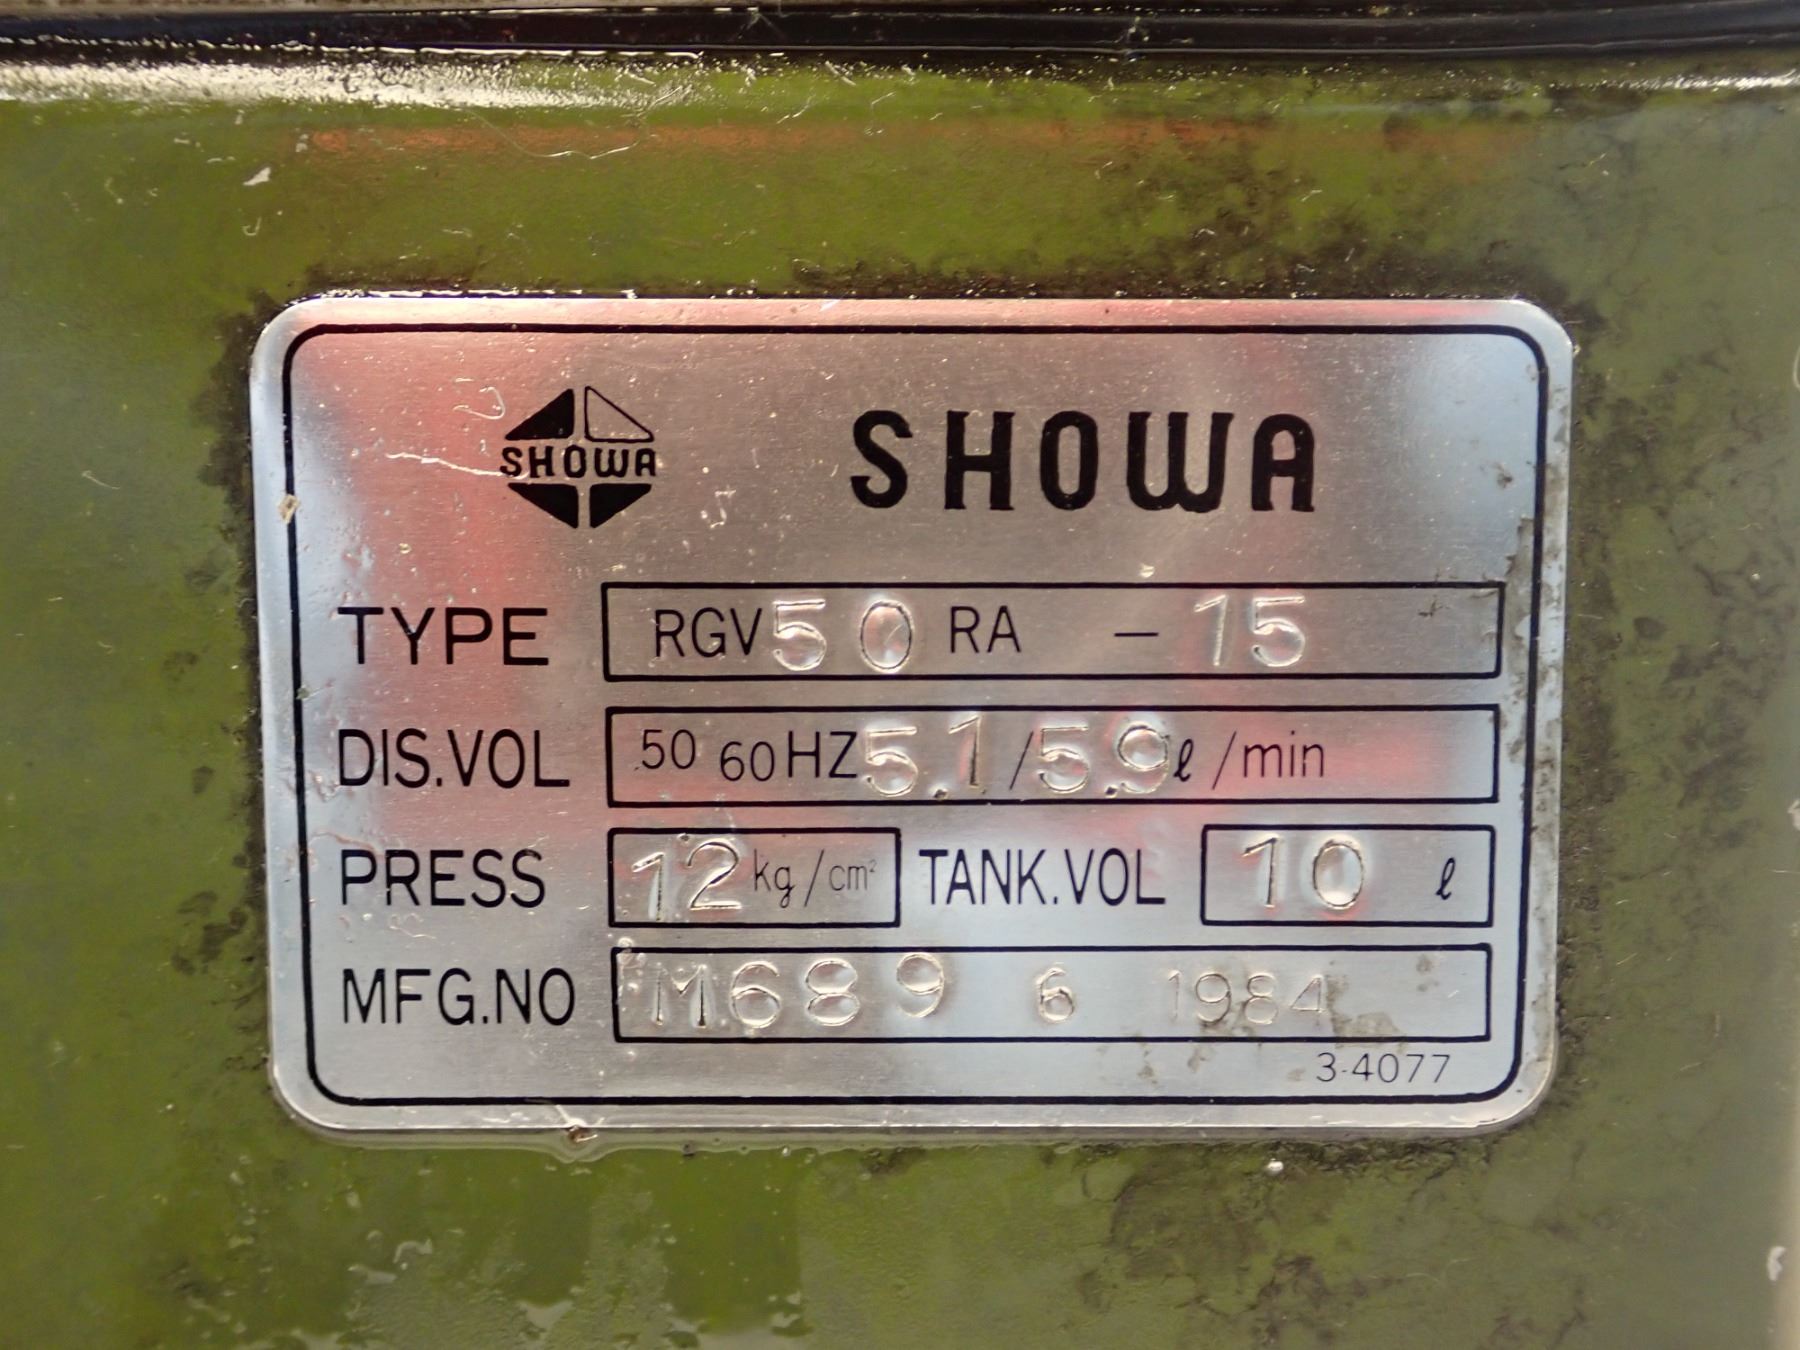 SHOWA SHOWA
TYPE RGV 50 RA - 15
DIS.VOL 50 60 HZ 5.1/5.9 ℓ/min
PRESS 12 kg/cm² TANK.VOL 10 ℓ
MFG.NO M689 6 1984
3-4077